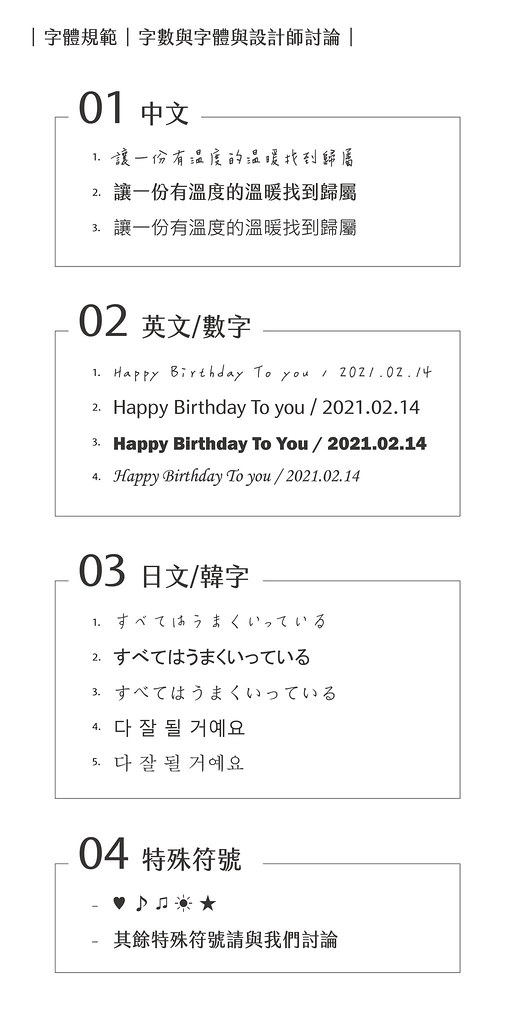 ｜字體規範｜字數與字體與設計師討論｜
01 中文
1. 讓一份有溫度的溫暖找到歸屬
2. 讓一份有溫度的溫暖找到歸屬
3. 讓一份有溫度的溫暖找到歸屬
02 英文/數字
1. Happy Birthday To you / 2021.02.14
2. Happy Birthday To you / 2021.02.14
3. Happy Birthday To You / 2021.02.14
4. Happy Birthday To you / 2021.02.14
03 日文/韓字
1. すべてはうまくいっている
2. すべてはうまくいっている
3. すべてはうまくいっている
4. 다 잘 될 거예요
5. 다 잘 될 거예요
04 特殊符號
– ♥ ♪ ♫ ☀ ★
– 其餘特殊符號請與我們討論